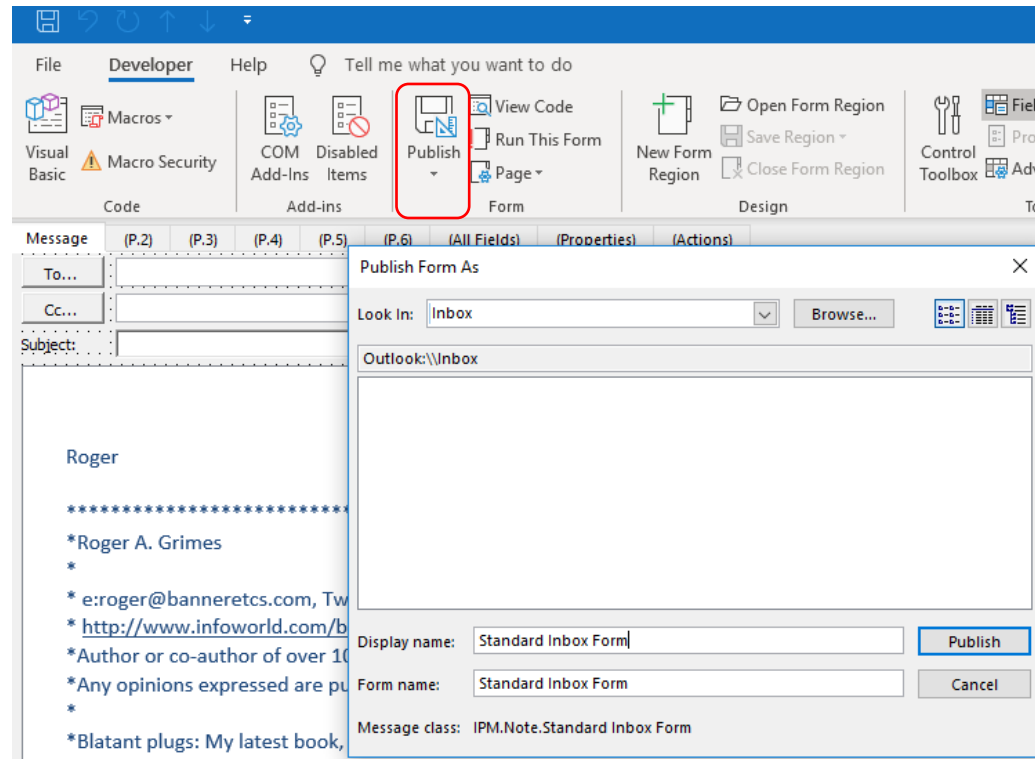 File Developer Help Tell me what you want to do
Visual Basic
Macros
Macro Security
COM Add-Ins
Disabled Items
Publish
View Code
Run This Form
Page
New Form Region
Open Form Region
Save Region
Close Form Region
Control Toolbox
Code Add-ins Form Design
Message (P.2) (P.3) (P.4) (P.5) (P.6) (All Fields) (Properties) (Actions)
To...
Cc...
Subject:
Roger
****************************
*Roger A. Grimes
*
* e:roger@banneretcs.com, Tw
* http://www.infoworld.com/b
*Author or co-author of over 10
*Any opinions expressed are pu
*
*Blatant plugs: My latest book,
Publish Form As
Look In: Inbox Browse...
Outlook:\\Inbox
Display name: Standard Inbox Form Publish
Form name: Standard Inbox Form Cancel
Message class: IPM.Note.Standard Inbox Form